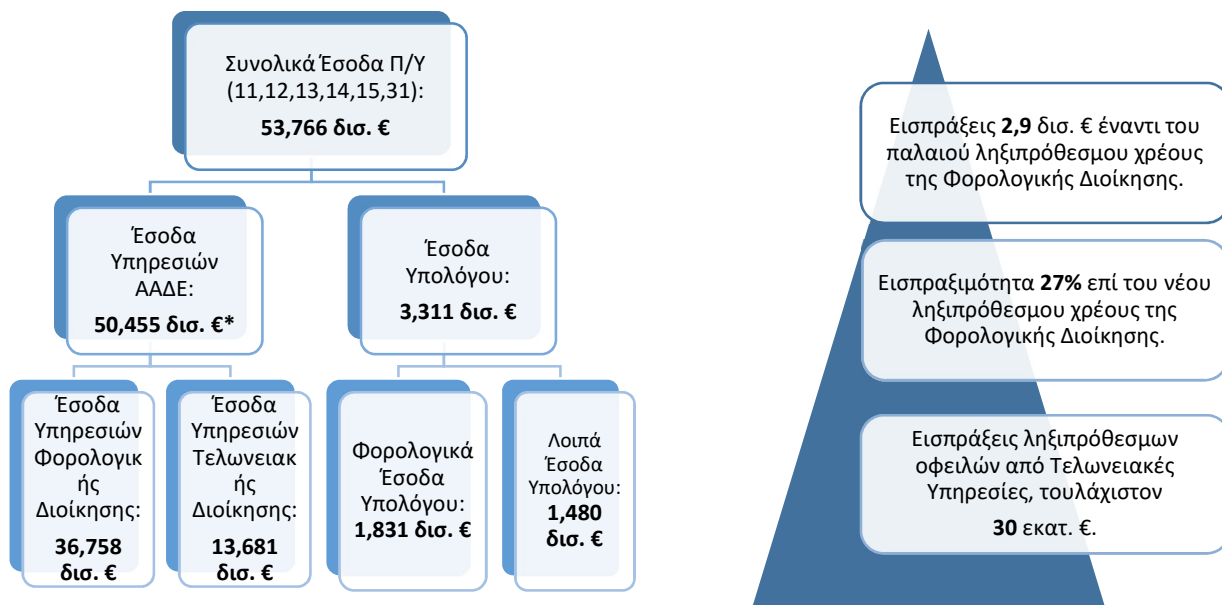 Συνολικά Έσοδα Π/Υ
(11,12,13,14,15,31):
53,766 δισ. €
Έσοδα
Υπηρεσιών
ΑΑΔΕ:
50,455 δισ. €*
Έσοδα
Υπολόγου:
3,311 δισ. €
Έσοδα
Υπηρεσιών
Φορολογικ
ής
Διοίκησης:
36,758
δισ. €
Έσοδα
Υπηρεσιών
Τελωνειακ
ής
Διοίκησης:
13,681
δισ. €
Φορολογικά
Έσοδα
Υπολόγου:
1,831 δισ. €
Λοιπά
Έσοδα
Υπολόγου:
1,480
δισ. €
Εισπράξεις 2,9 δισ. € έναντι του
παλαιού ληξιπρόθεσμου χρέους
της Φορολογικής Διοίκησης.
Εισπραξιμότητα 27% επί του νέου
ληξιπρόθεσμου χρέους της
Φορολογικής Διοίκησης.
Εισπράξεις ληξιπρόθεσμων
οφειλών από Τελωνειακές
Υπηρεσίες, τουλάχιστον
30 εκατ. €.